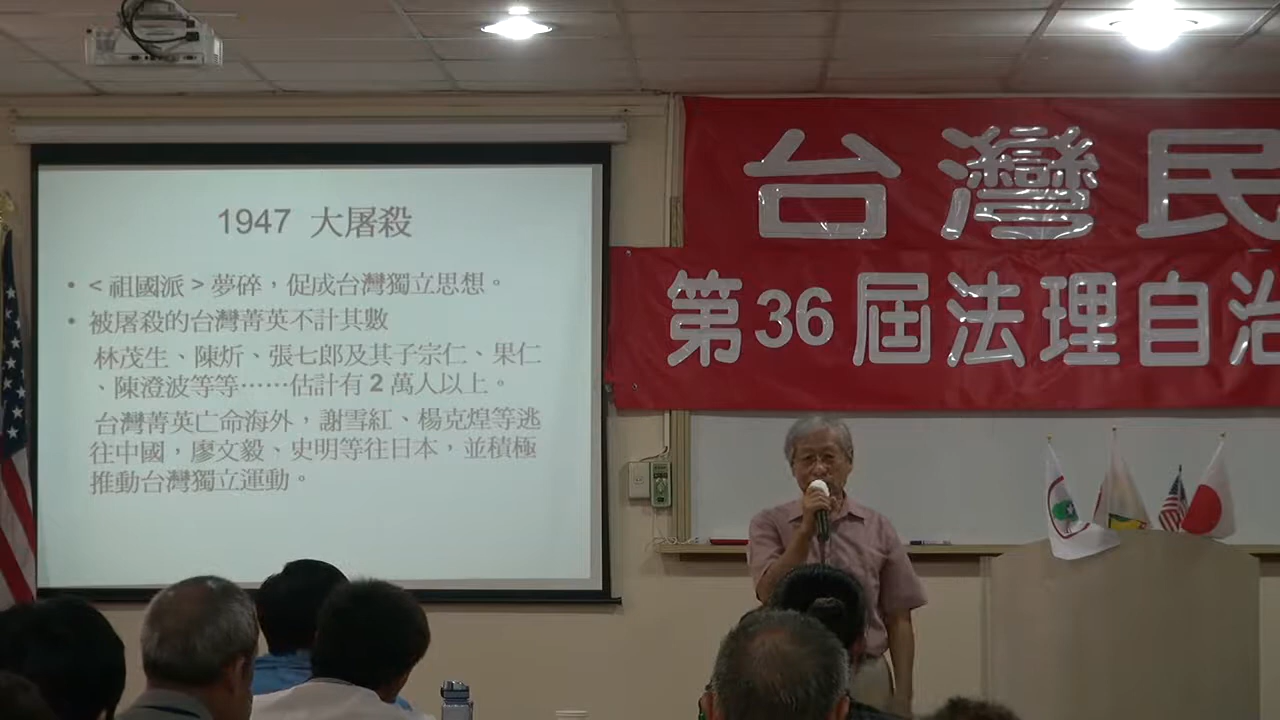 1947 大屠殺
• < 祖國派 > 夢碎，促成台灣獨立思想。
• 被屠殺的台灣菁英不計其數
林茂生、陳炘、張七郎及其子宗仁、果仁
、陳澄波等等⋯⋯估計有 2 萬人以上。
台灣菁英亡命海外，謝雪紅、楊克煌等逃
往中國，廖文毅、史明等往日本，並積極
推動台灣獨立運動。
台灣民
第36屆法理自治